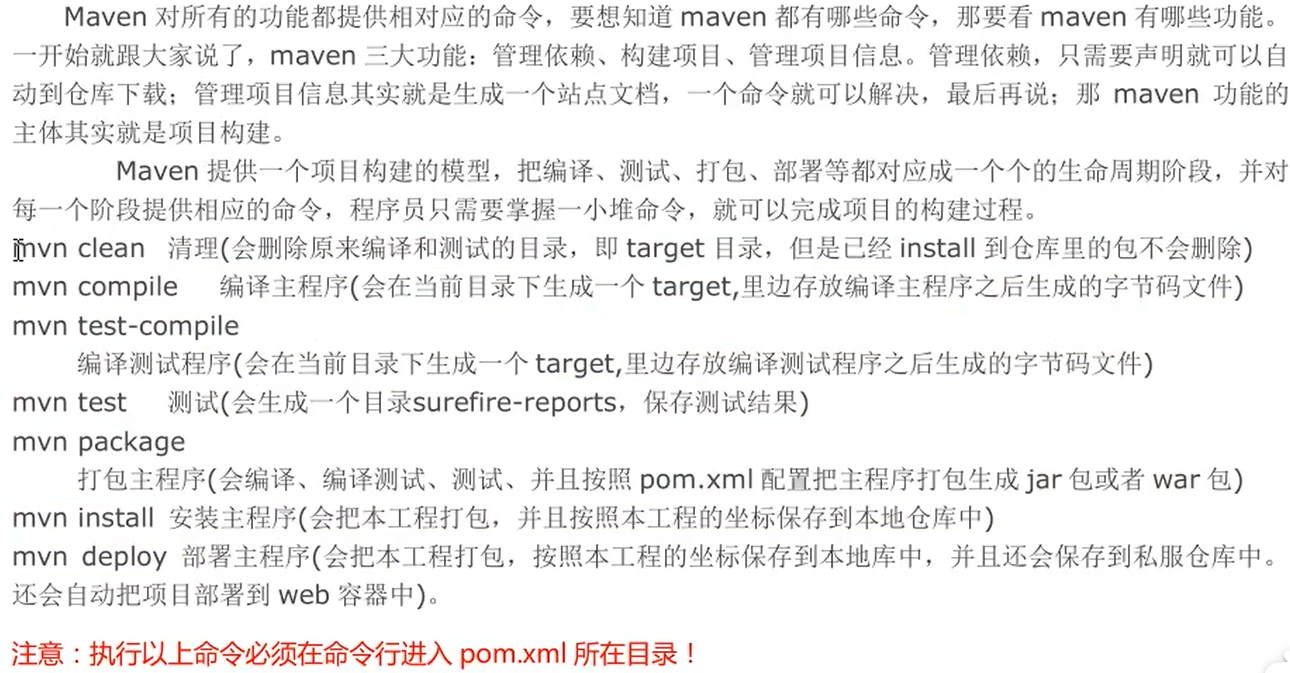 Maven 对所有的功能都提供相对应的命令，要想知道 maven 都有哪些命令，那要看 maven 有哪些功能。
一开始就跟大家说了，maven 三大功能：管理依赖、构建项目、管理项目信息。管理依赖，只需要声明就可以自
动到仓库下载；管理项目信息其实就是生成一个站点文档，一个命令就可以解决，最后再说；那 maven 功能的
主体其实就是项目构建。
Maven 提供一个项目构建的模型，把编译、测试、打包、部署等都对应成一个个的生命周期阶段，并对
每一个阶段提供相应的命令，程序员只需要掌握一小堆命令，就可以完成项目的构建过程。
mvn clean 清理(会删除原来编译和测试的目录，即 target 目录，但是已经 install 到仓库里的包不会删除)
mvn compile 编译主程序(会在当前目录下生成一个 target,里边存放编译主程序之后生成的字节码文件)
mvn test-compile
编译测试程序(会在当前目录下生成一个 target,里边存放编译测试程序之后生成的字节码文件)
mvn test 测试(会生成一个目录surefire-reports，保存测试结果)
mvn package
打包主程序(会编译、编译测试、测试、并且按照 pom.xml 配置把主程序打包生成 jar 包或者 war 包)
mvn install 安装主程序(会把本工程打包，并且按照本工程的坐标保存到本地仓库中)
mvn deploy 部署主程序(会把本工程打包，按照本工程的坐标保存到本地库中，并且还会保存到私服仓库中。
还会自动把项目部署到 web 容器中)。
注意：执行以上命令必须在命令行进入 pom.xml 所在目录！